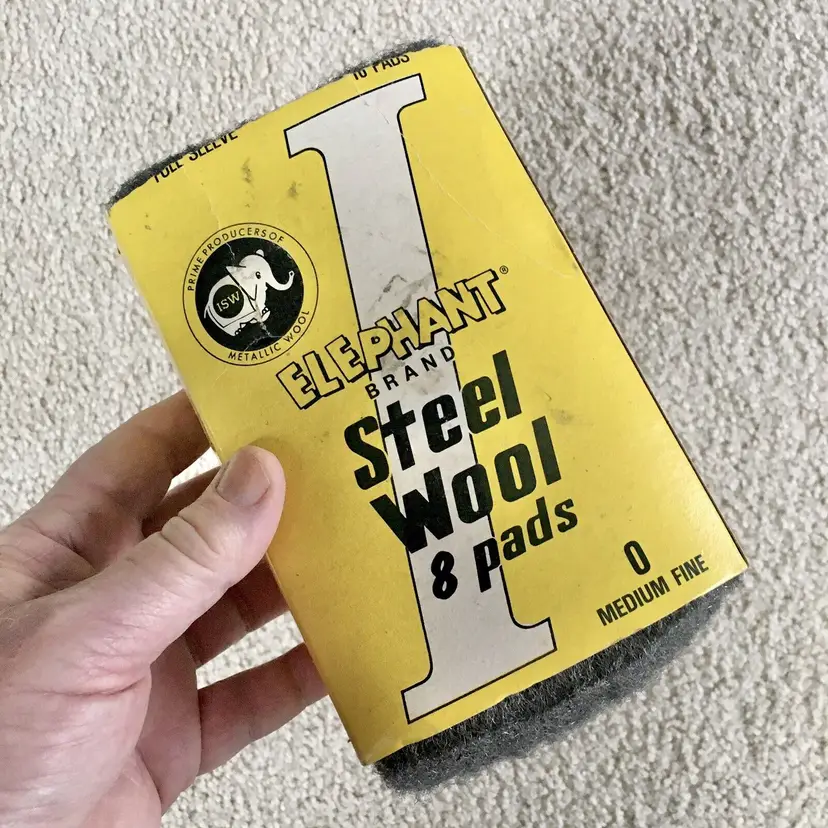 16 PADS
FULL SLEEVE
I
PRIME PRODUCERS OF
ISW
METALLIC WOOL
ELEPHANT®
BRAND
Steel
Wool
8 pads
0
MEDIUM FINE